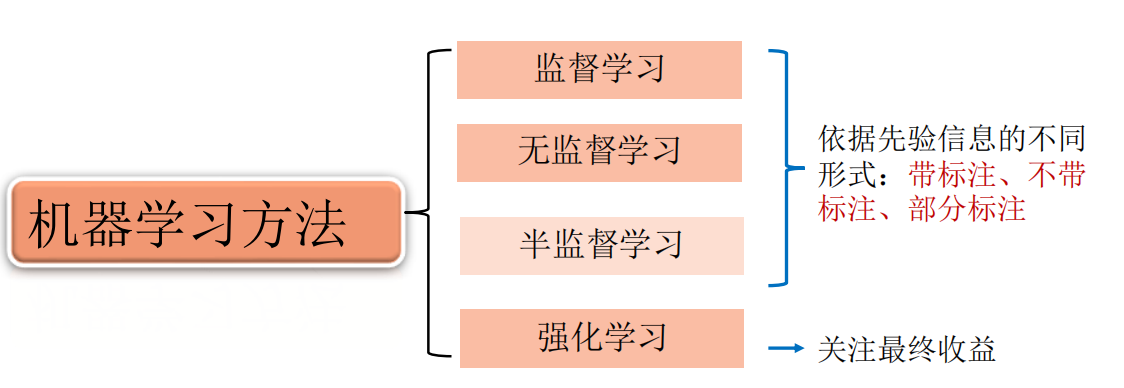 机器学习方法
监督学习
无监督学习
半监督学习
强化学习
依据先验信息的不同
形式：带标注、不带
标注、部分标注
关注最终收益